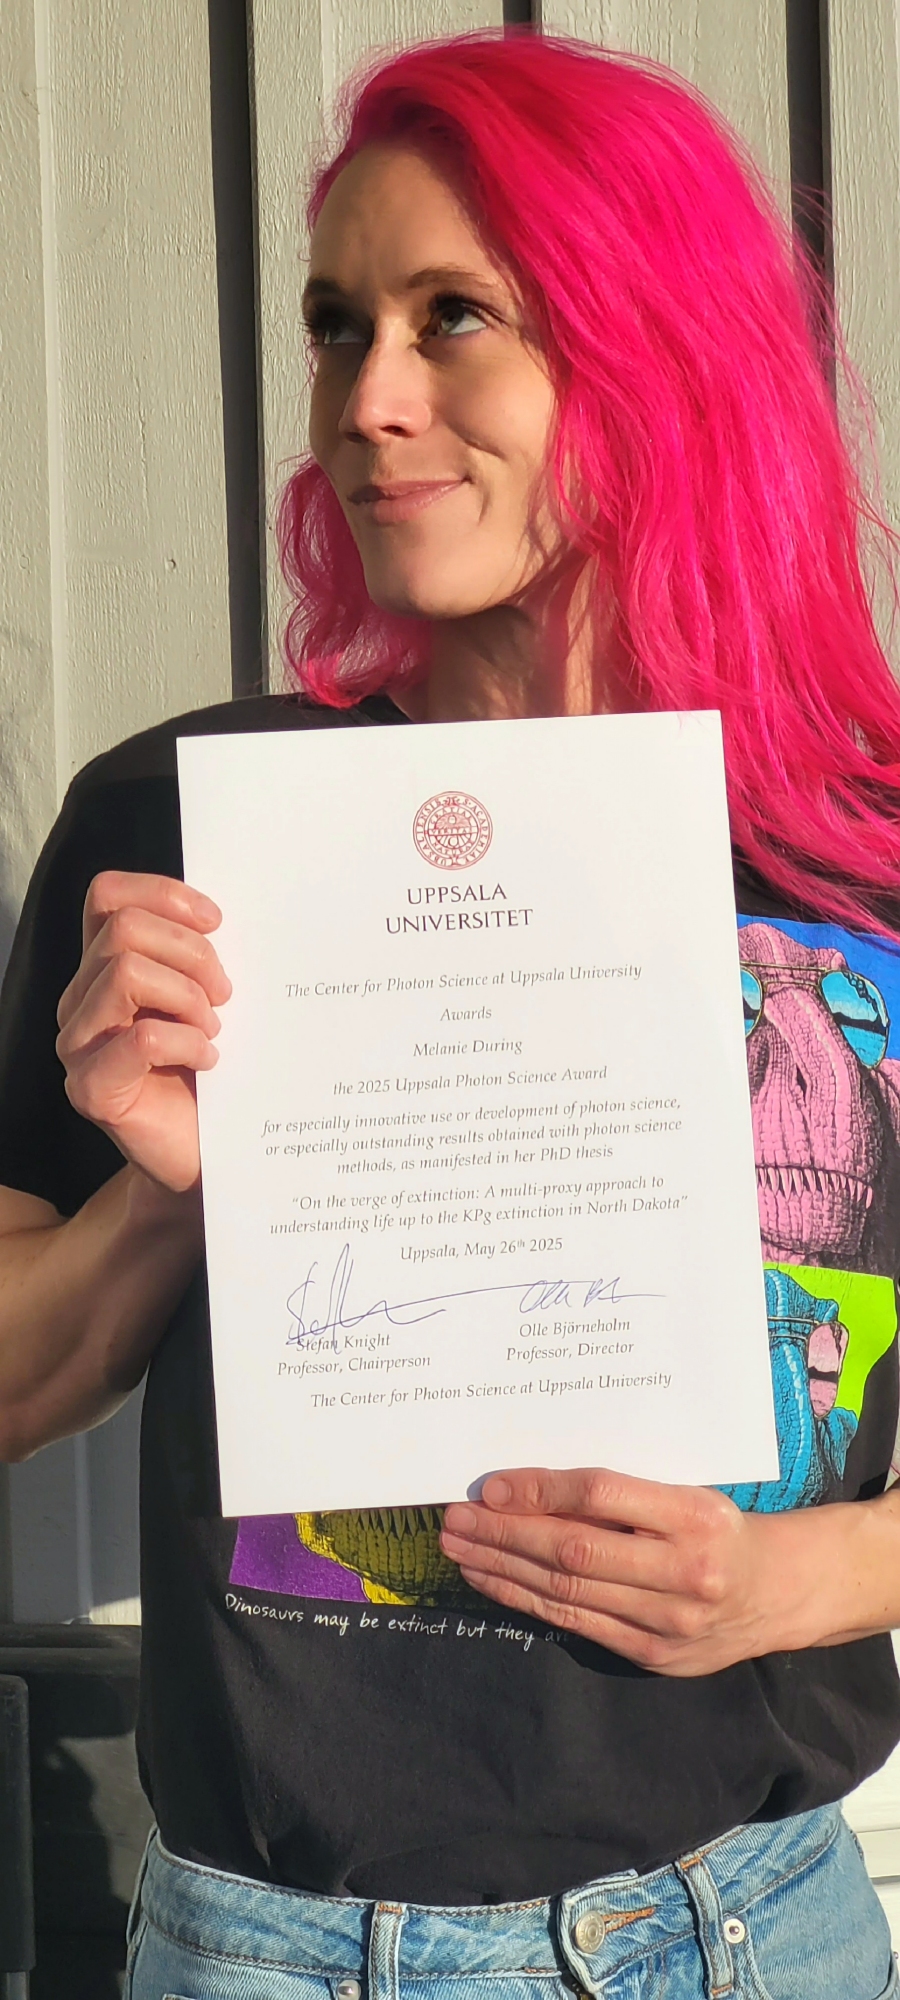 UPPSALA
UNIVERSITET
The Center for Photon Science at Uppsala University
Awards
Melanie During
the 2025 Uppsala Photon Science Award
for especially innovative use or development of photon science,
or especially outstanding results obtained with photon science
methods, as manifested in her PhD thesis
"On the verge of extinction: A multi-proxy approach to
understanding life up to the KPg extinction in North Dakota"
Uppsala, May 26th 2025
Stefan Knight
Professor, Chairperson
Olle Björneholm
Professor, Director
The Center for Photon Science at Uppsala University
Dinosaurs may be extinct but they